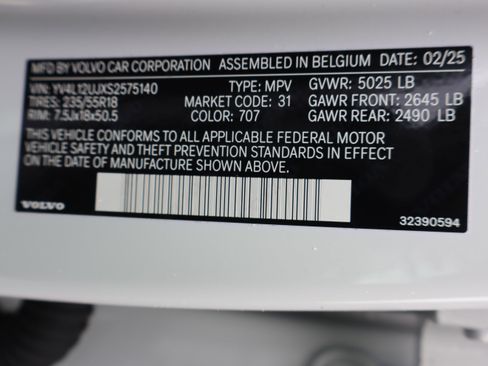 MFD BY VOLVO CAR CORPORATION ASSEMBLED IN BELGIUM DATE: 02/25
VIN: YV4L12UJXS2575140 TYPE: MPV GVWR: 5025 LB
TIRES: 235/55R18 MARKET CODE: 31 GAWR FRONT: 2645 LB
RIM: 7.5Jx18x50.5 COLOR: 707 GAWR REAR: 2490 LB
THIS VEHICLE CONFORMS TO ALL APPLICABLE FEDERAL MOTOR
VEHICLE SAFETY AND THEFT PREVENTION STANDARDS IN EFFECT
ON THE DATE OF MANUFACTURE SHOWN ABOVE.
VOLVO 32390594